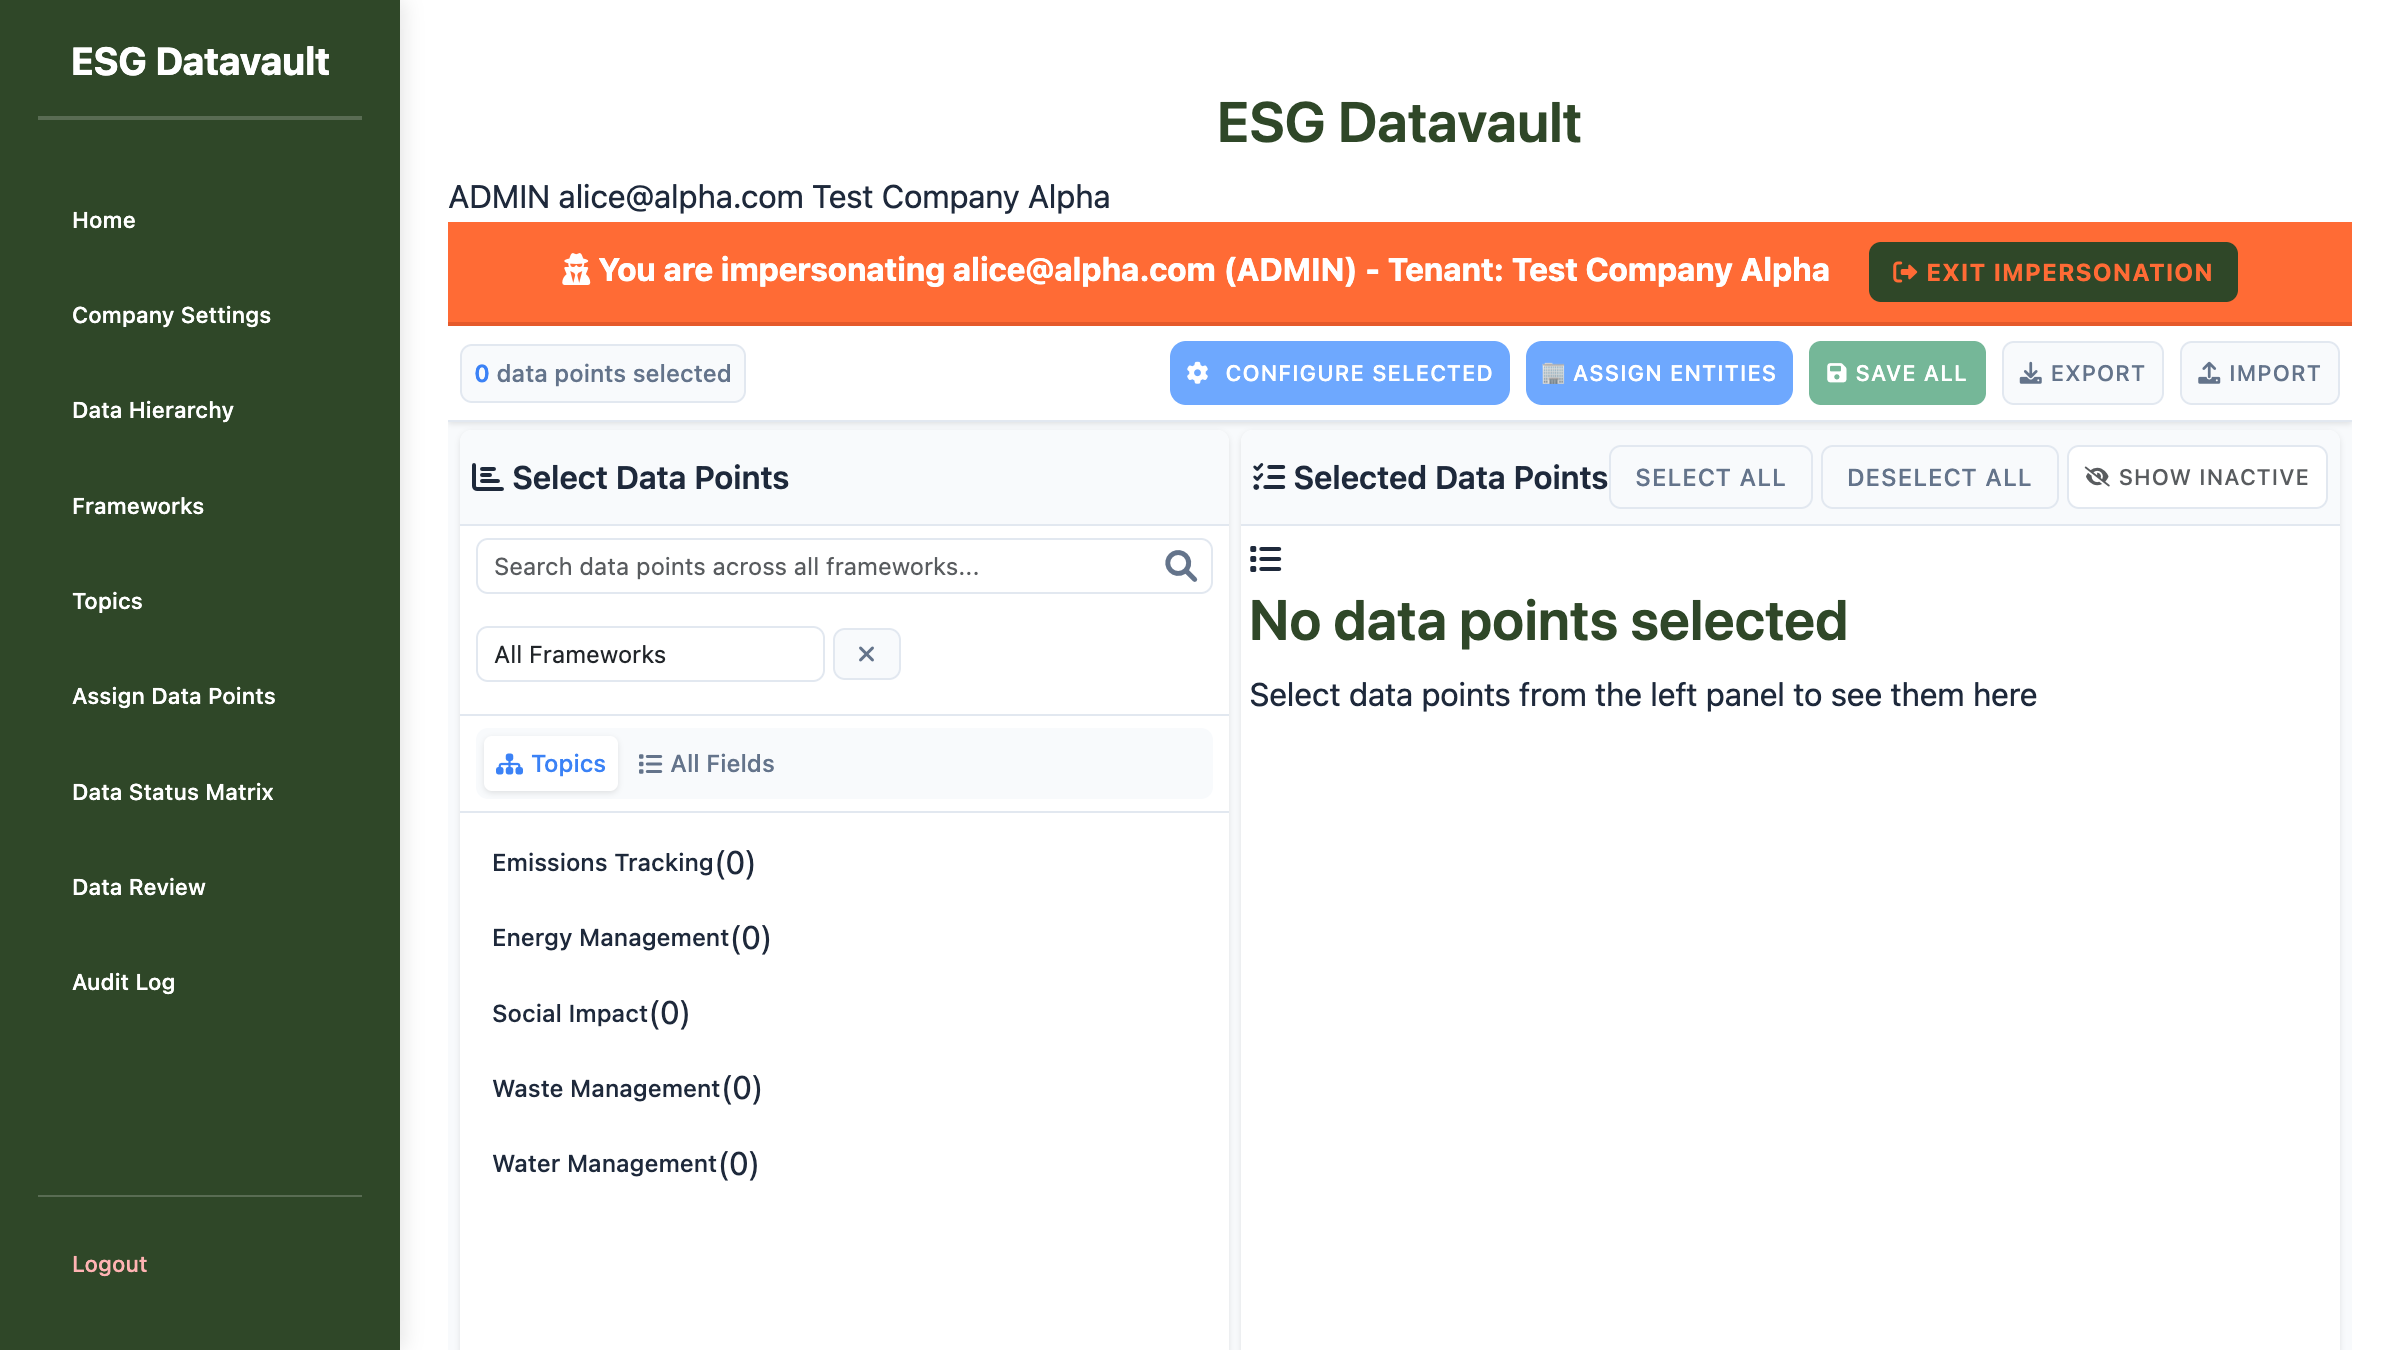 ESG Datavault
Home
Company Settings
Data Hierarchy
Frameworks
Topics
Assign Data Points
Data Status Matrix
Data Review
Audit Log
Logout
ESG Datavault
ADMIN alice@alpha.com Test Company Alpha
You are impersonating alice@alpha.com (ADMIN) - Tenant: Test Company Alpha
EXIT IMPERSONATION
0 data points selected
CONFIGURE SELECTED
ASSIGN ENTITIES
SAVE ALL
EXPORT
IMPORT
Select Data Points
Search data points across all frameworks...
All Frameworks
Topics
All Fields
Emissions Tracking(0)
Energy Management(0)
Social Impact(0)
Waste Management(0)
Water Management(0)
Selected Data Points
SELECT ALL
DESELECT ALL
SHOW INACTIVE
No data points selected
Select data points from the left panel to see them here